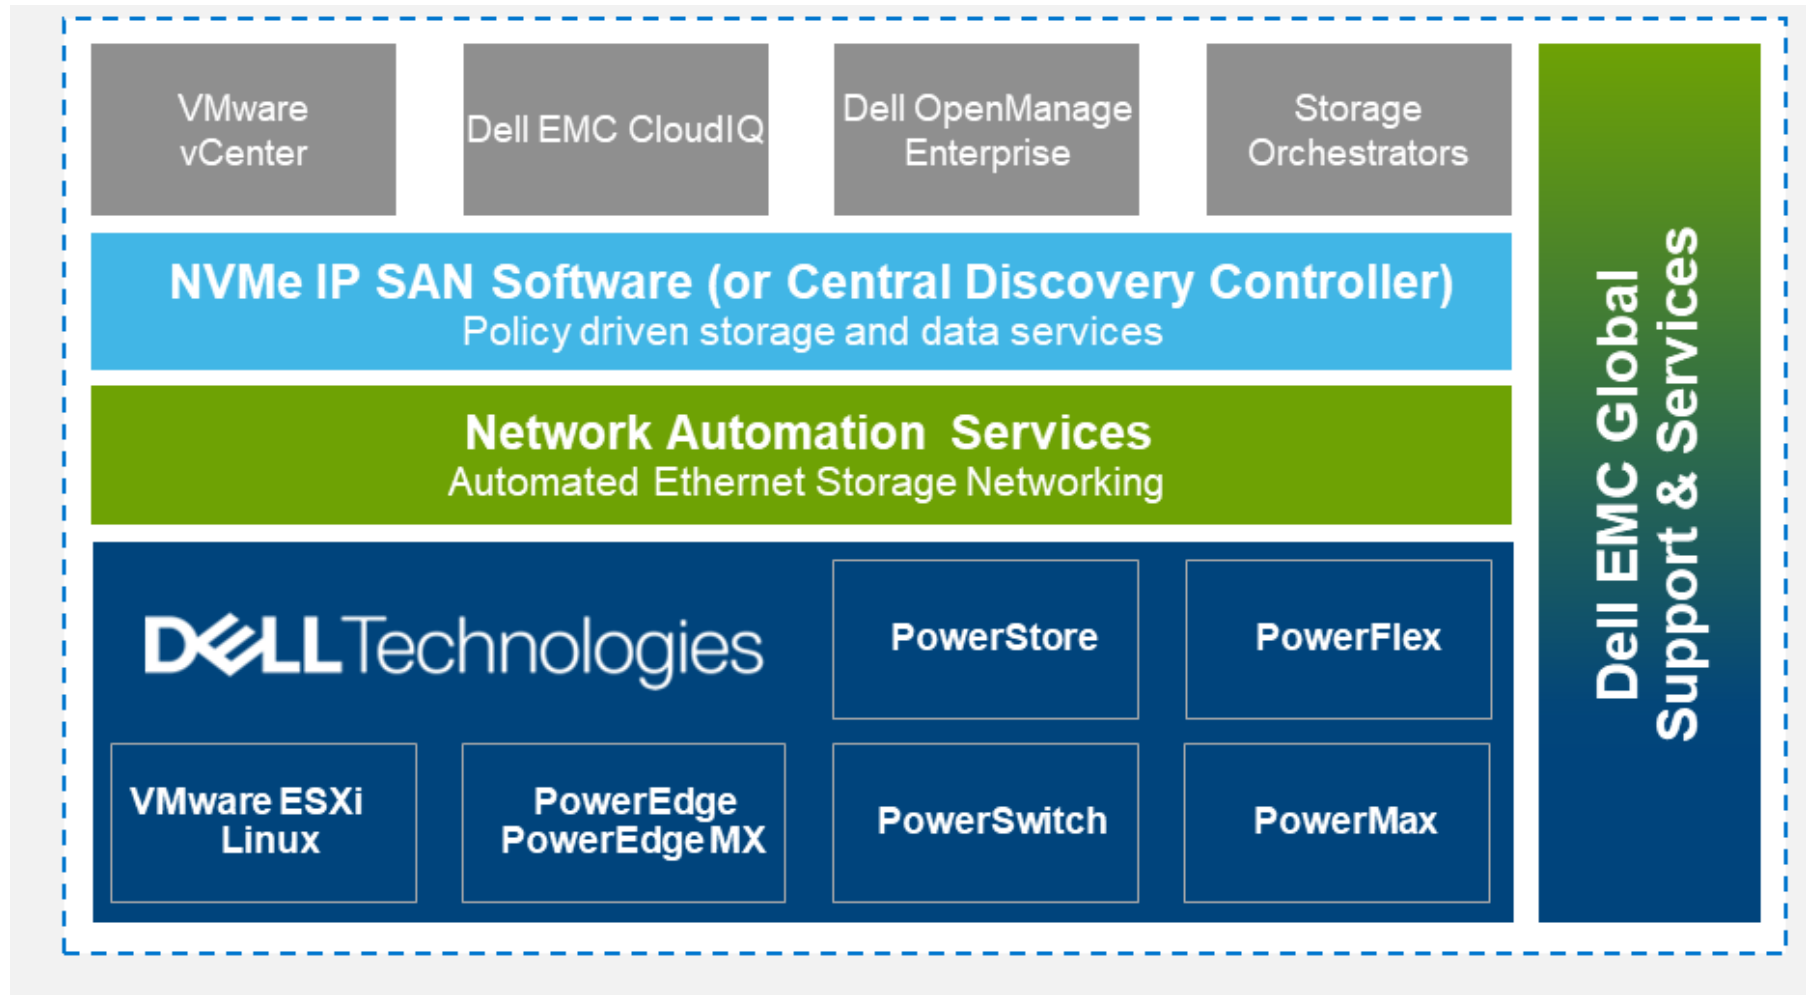 VMware
vCenter
Dell EMC CloudIQ
Dell OpenManage
Enterprise
Storage
Orchestrators
NVMe IP SAN Software (or Central Discovery Controller)
Policy driven storage and data services
Network Automation Services
Automated Ethernet Storage Networking
DELLTechnologies
PowerStore
PowerFlex
VMware ESXi
Linux
PowerEdge
PowerEdge MX
PowerSwitch
PowerMax
Dell EMC Global
Support & Services